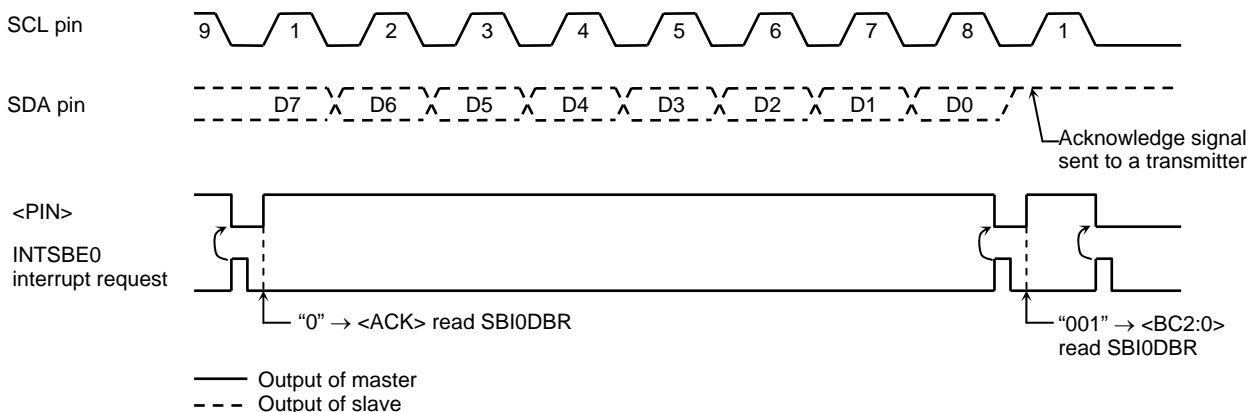 SCL pin
9 1 2 3 4 5 6 7 8 1
SDA pin
D7 D6 D5 D4 D3 D2 D1 D0
Acknowledge signal
sent to a transmitter
<PIN>
INTSBE0
interrupt request
“0” → <ACK> read SBI0DBR
“001” → <BC2:0>
read SBI0DBR
Output of master
Output of slave